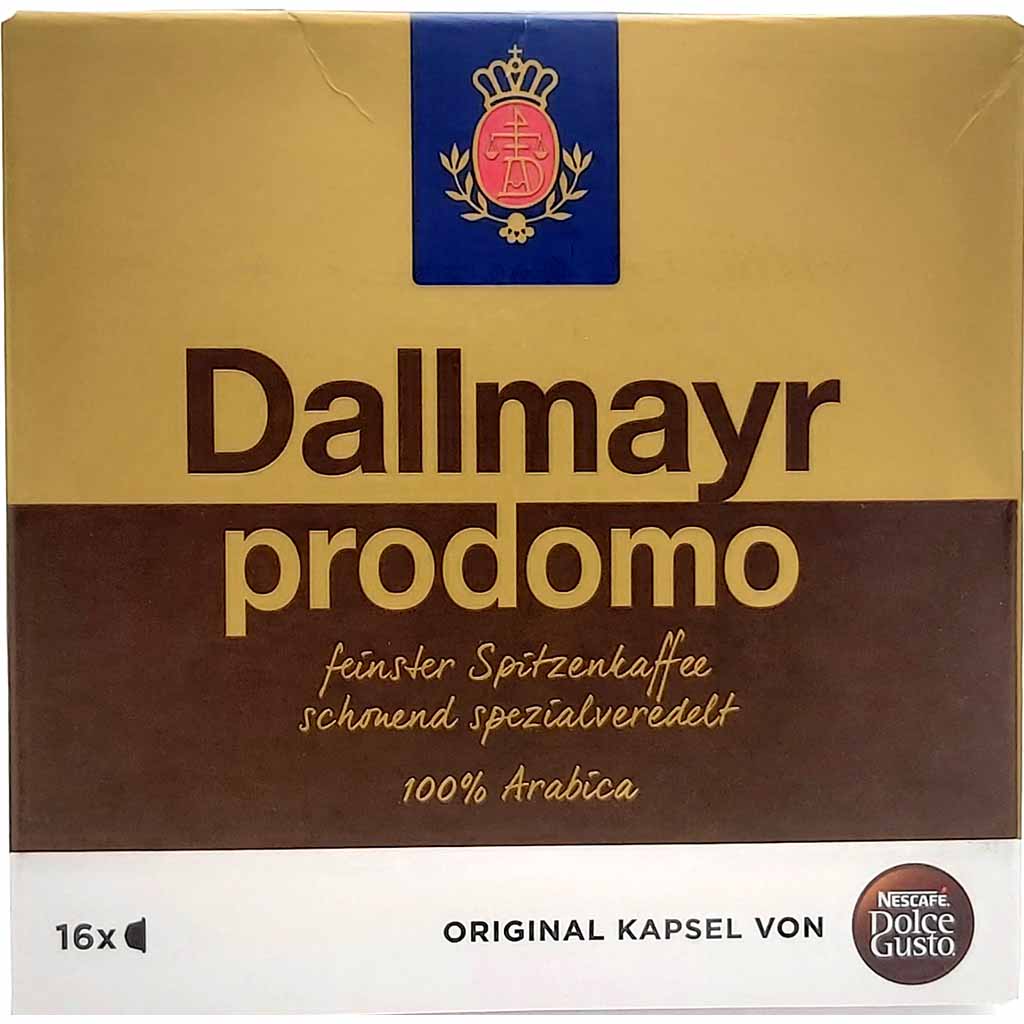 Dallmayr
prodomo
feinster Spitzenkaffee
schonend spezialveredelt
100% Arabica
16x
ORIGINAL KAPSEL VON
NESCAFÉ.
Dolce
Gusto.